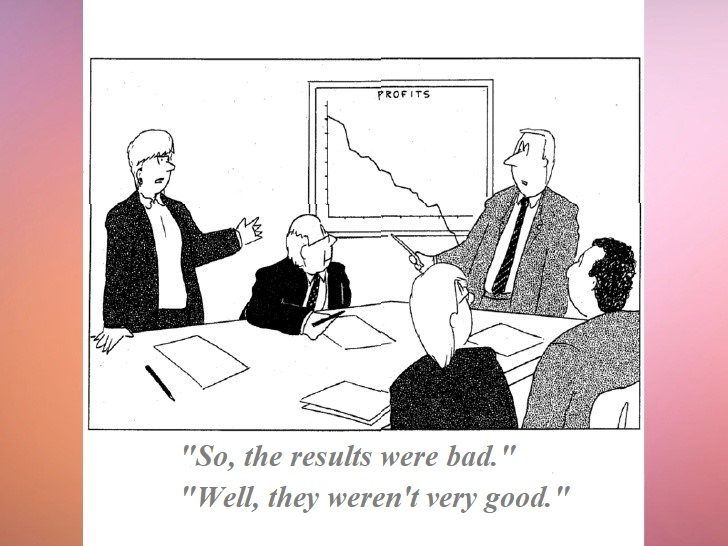 PROFITS
"So, the results were bad."
"Well, they weren't very good."